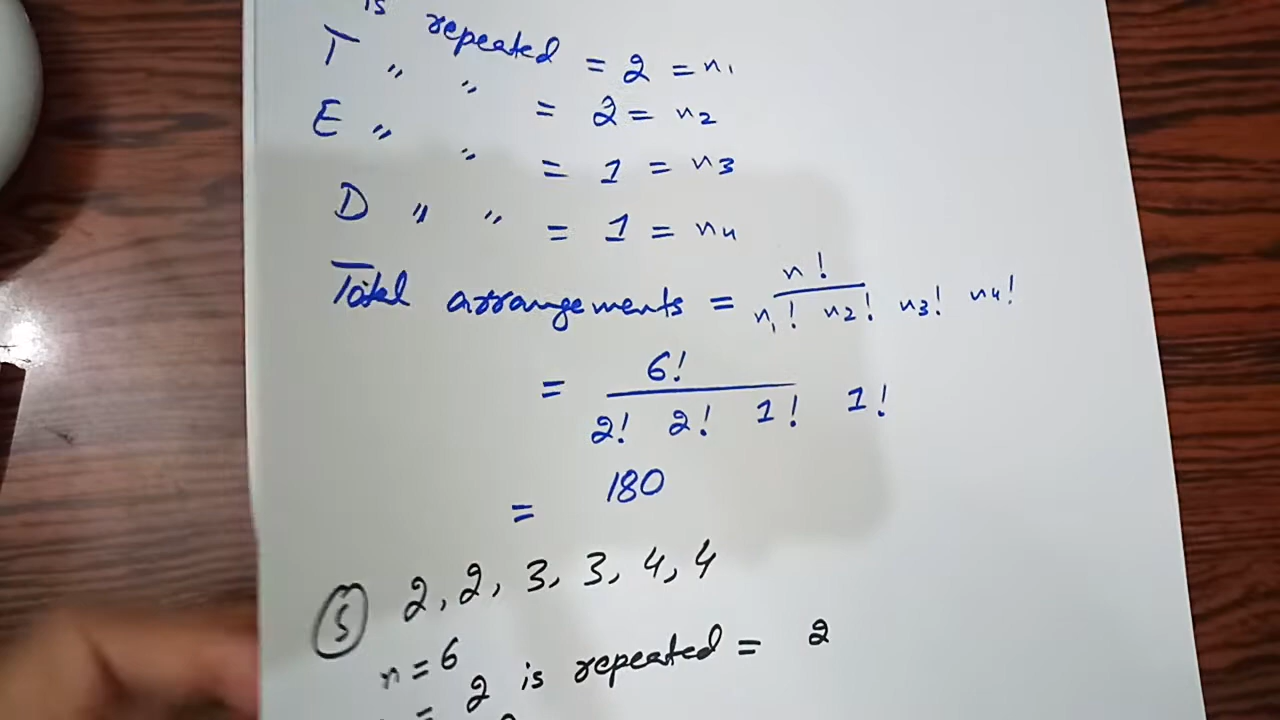 is repeated = 2 = n1
T " " = 2 = n2
E " " = 1 = n3
D " " = 1 = n4
Total arrangements = n! / n1! n2! n3! n4!
= 6! / 2! 2! 1! 1!
= 180
5 2, 2, 3, 3, 4, 4
n = 6
= 2 is repeated = 2